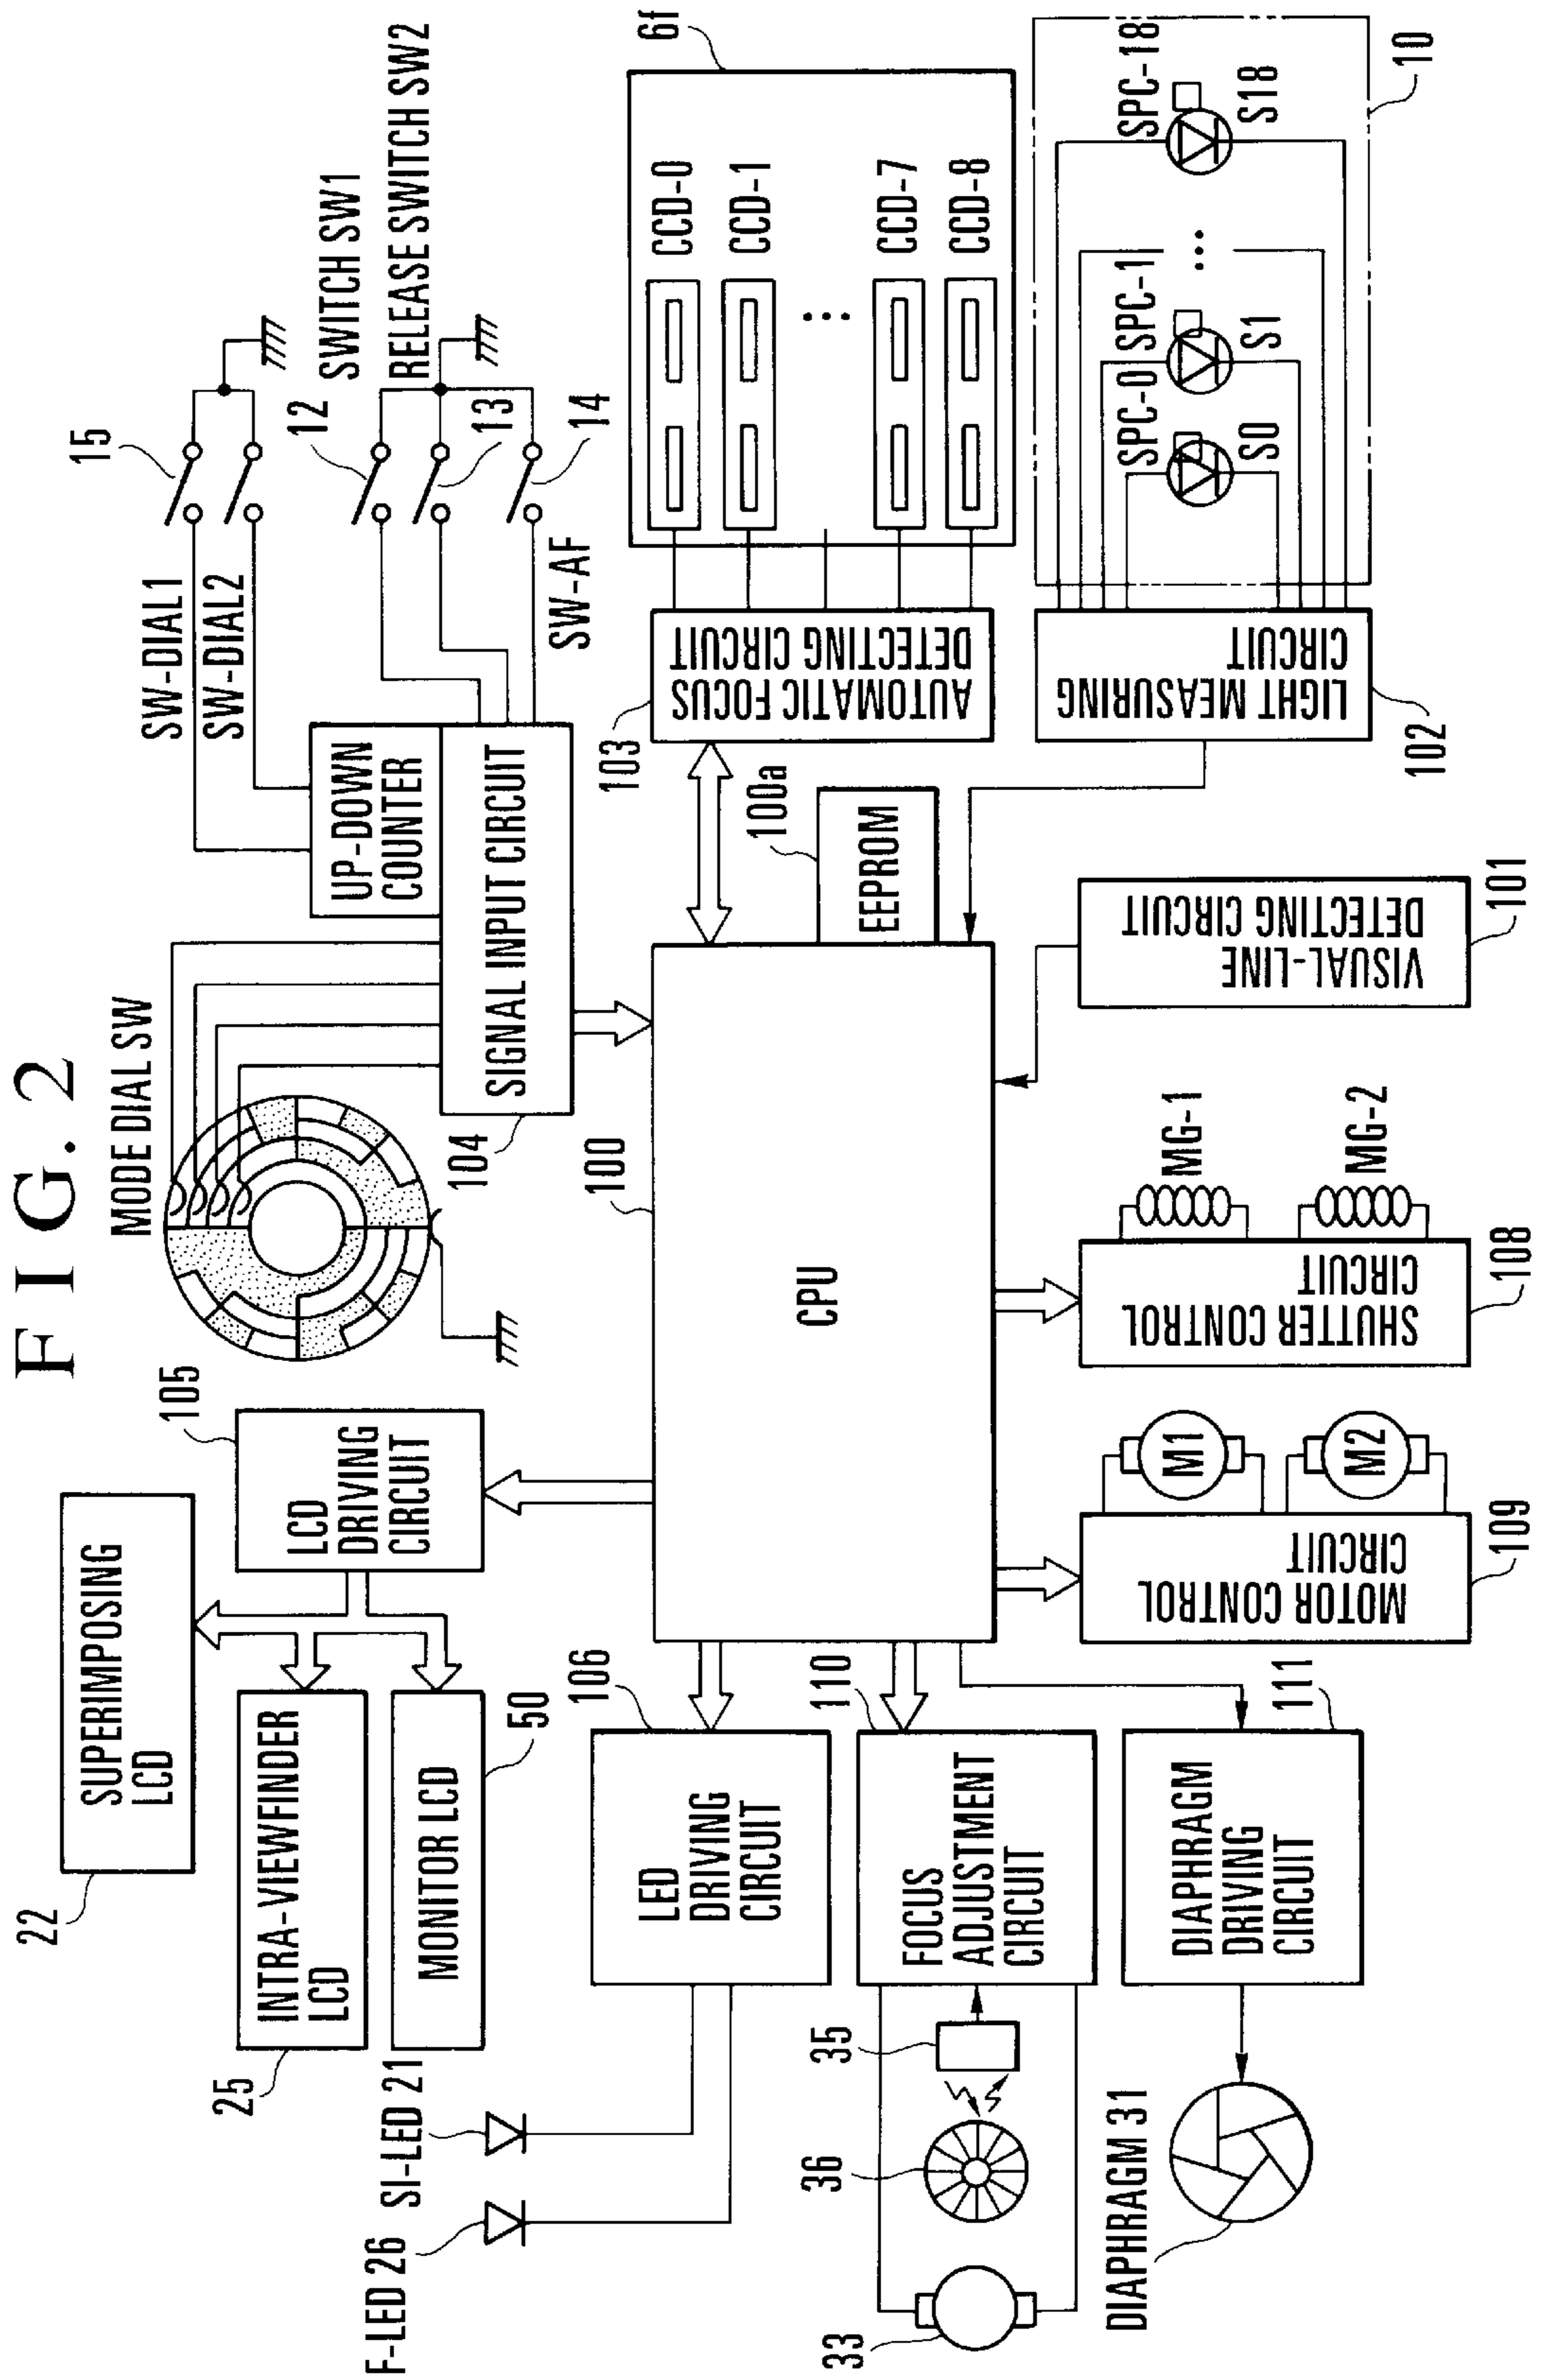 FIG. 2
22
SUPERIMPOSING
LCD
105
LCD
DRIVING
CIRCUIT
25
INTRA-VIEWFINDER
LCD
MONITOR LCD
50
MODE DIAL SW
SW-DIAL1
SW-DIAL2
15
UP-DOWN
COUNTER
SIGNAL INPUT CIRCUIT
104
12
SWITCH SW1
13
RELEASE SWITCH SW2
14
SW-AF
F-LED 26
SI-LED 21
106
LED
DRIVING
CIRCUIT
100
CPU
100a
EEPROM
103
AUTOMATIC FOCUS
DETECTING CIRCUIT
6f
CCD-0
CCD-1
...
CCD-7
CCD-8
33
36
35
110
FOCUS
ADJUSTMENT
CIRCUIT
DIAPHRAGM 31
111
DIAPHRAGM
DRIVING
CIRCUIT
M1
M2
MOTOR CONTROL
CIRCUIT
109
MG-1
MG-2
SHUTTER CONTROL
CIRCUIT
108
VISUAL-LINE
DETECTING CIRCUIT
101
LIGHT MEASURING
CIRCUIT
102
SPC-0
SPC-1
...
SPC-18
S0
S1
S18
10